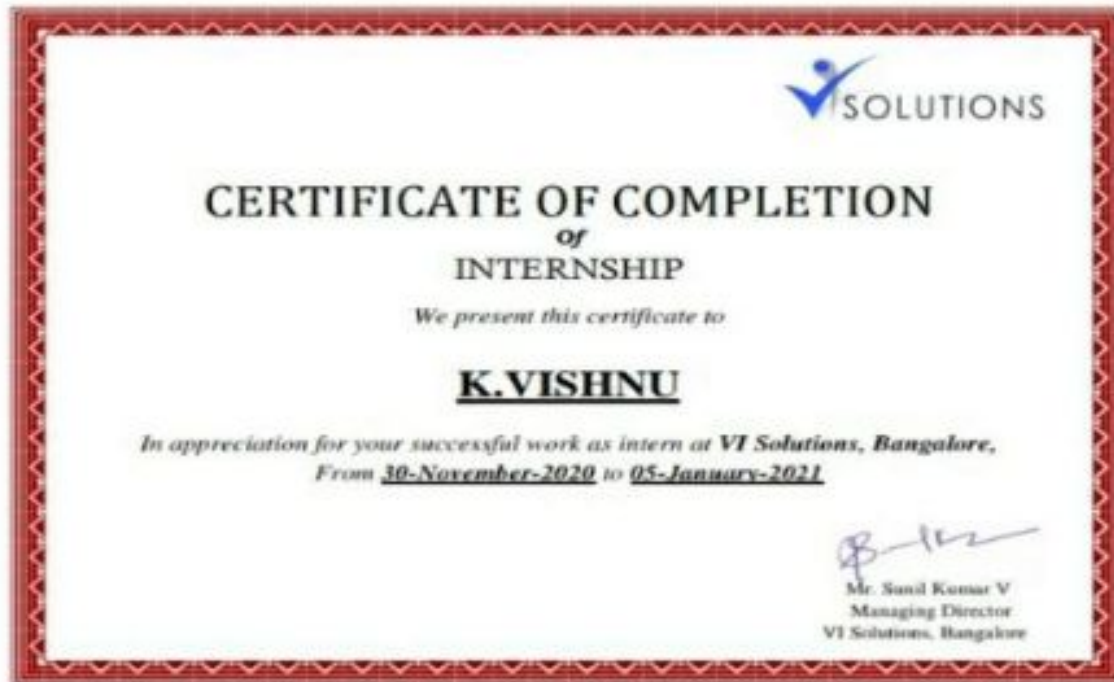 VI SOLUTIONS
CERTIFICATE OF COMPLETION
Of
INTERNSHIP
We present this certificate to
K.VISHNU
In appreciation for your successful work as intern at VI Solutions, Bangalore,
From 30-November-2020 to 05-January-2021
Mr. Sunil Kumar V
Managing Director
VI Solutions, Bangalore